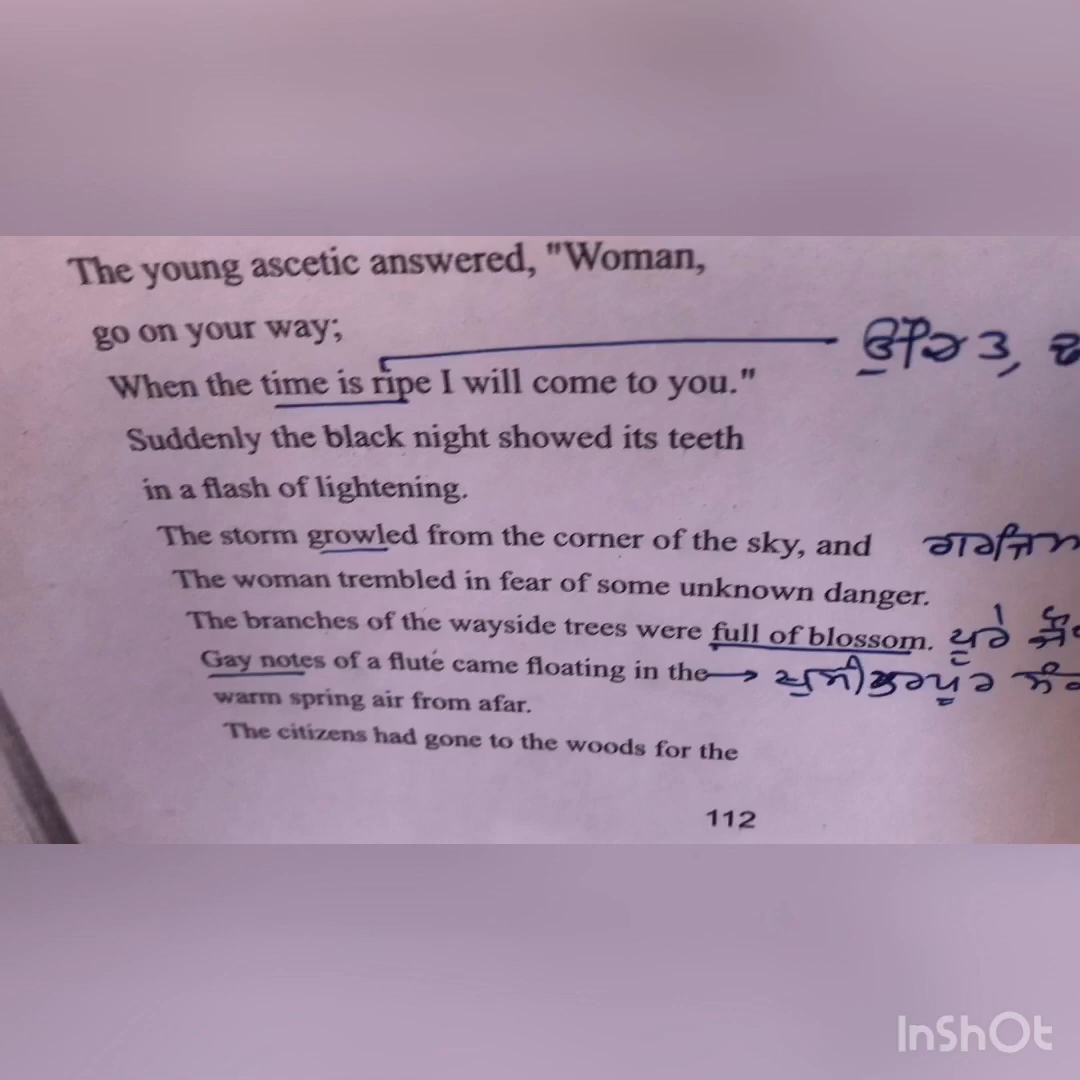 The young ascetic answered, "Woman,
go on your way;
When the time is ripe I will come to you."
Suddenly the black night showed its teeth
in a flash of lightening.
The storm growled from the corner of the sky, and
The woman trembled in fear of some unknown danger.
The branches of the wayside trees were full of blossom. ਪੂਰੇ
Gay notes of a flute came floating in the → ਖੁਸੀਭਰਪੂਰ
warm spring air from afar.
The citizens had gone to the woods for the
112
InShOt